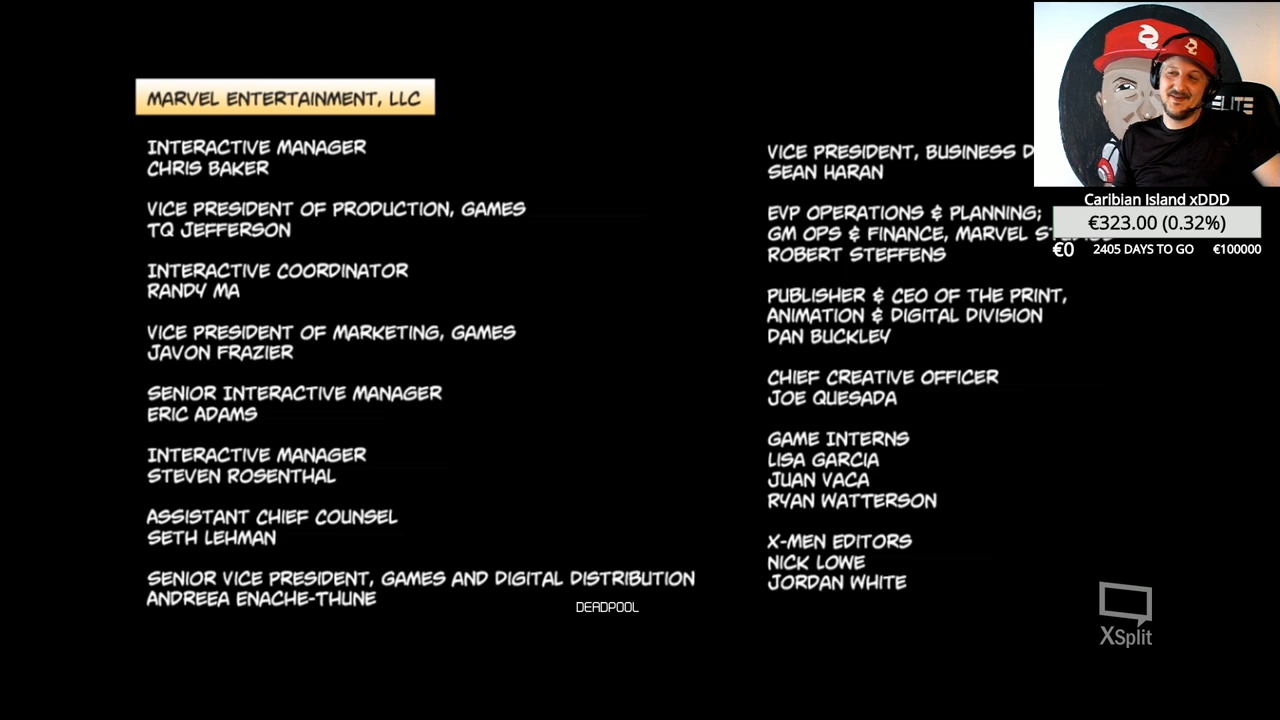 MARVEL ENTERTAINMENT, LLC
INTERACTIVE MANAGER
CHRIS BAKER
VICE PRESIDENT OF PRODUCTION, GAMES
TQ JEFFERSON
INTERACTIVE COORDINATOR
RANDY MA
VICE PRESIDENT OF MARKETING, GAMES
JAVON FRAZIER
SENIOR INTERACTIVE MANAGER
ERIC ADAMS
INTERACTIVE MANAGER
STEVEN ROSENTHAL
ASSISTANT CHIEF COUNSEL
SETH LEHMAN
SENIOR VICE PRESIDENT, GAMES AND DIGITAL DISTRIBUTION
ANDREEA ENACHE-THUNE
DEADPOOL
VICE PRESIDENT, BUSINESS D
SEAN HARAN
EVP OPERATIONS & PLANNING;
GM OPS & FINANCE, MARVEL
ROBERT STEFFENS
PUBLISHER & CEO OF THE PRINT,
ANIMATION & DIGITAL DIVISION
DAN BUCKLEY
CHIEF CREATIVE OFFICER
JOE QUESADA
GAME INTERNS
LISA GARCIA
JUAN VACA
RYAN WATTERSON
X-MEN EDITORS
NICK LOWE
JORDAN WHITE
ELITE
Caribian Island xDDD
€323.00 (0.32%)
€0 2405 DAYS TO GO €100000
XSplit